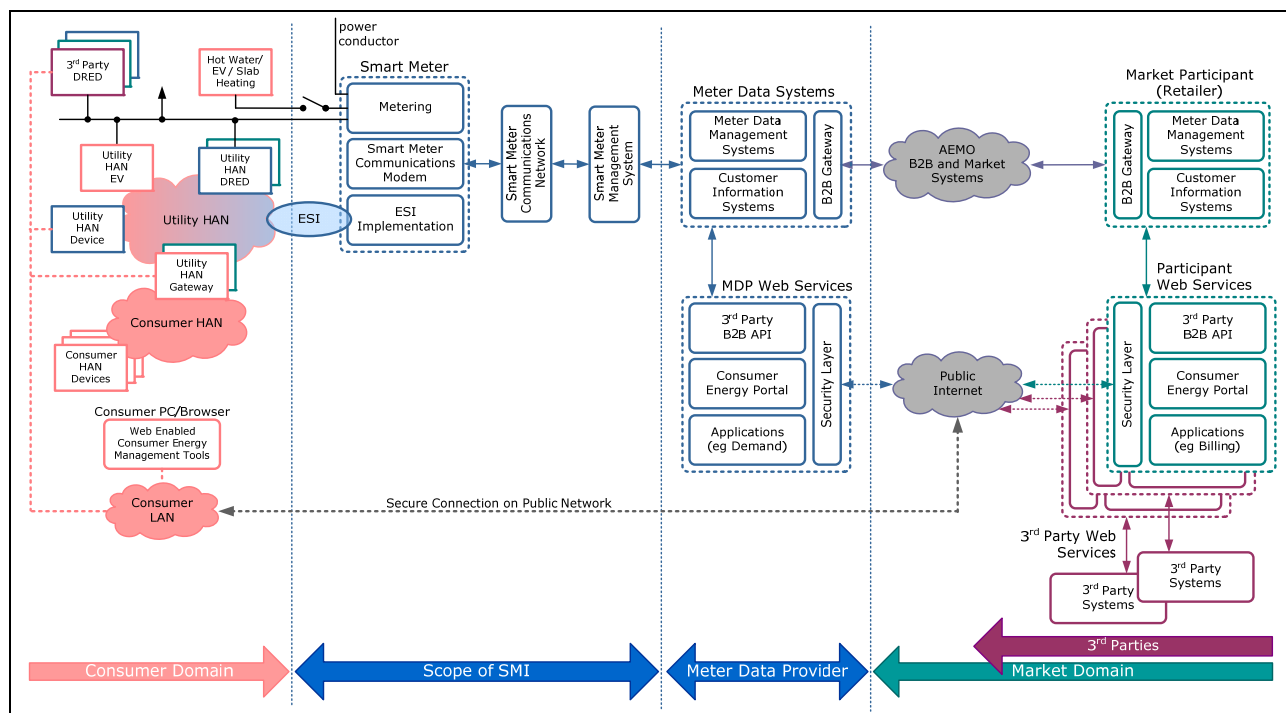 power
conductor
3rd Party
DRED
Hot Water/
EV / Slab
Heating
Smart Meter
Metering
Smart Meter
Communications
Modem
ESI
Implementation
Utility
HAN
EV
Utility
HAN
DRED
Utility HAN
ESI
Utility
HAN
Device
Utility
HAN
Gateway
Consumer HAN
Consumer
HAN
Devices
Consumer PC/Browser
Web Enabled
Consumer Energy
Management Tools
Consumer
LAN
Secure Connection on Public Network
Smart Meter
Communications
Network
Smart Meter
Management
System
Meter Data Systems
Meter Data
Management
Systems
Customer
Information
Systems
B2B Gateway
MDP Web Services
3rd Party
B2B API
Consumer
Energy Portal
Applications
(eg Demand)
Security Layer
AEMO
B2B and Market
Systems
Public
Internet
Market Participant
(Retailer)
B2B Gateway
Meter Data
Management
Systems
Customer
Information
Systems
Participant
Web Services
Security Layer
3rd Party
B2B API
Consumer
Energy Portal
Applications
(eg Billing)
3rd Party Web
Services
3rd Party
Systems
3rd Party
Systems
3rd Parties
Consumer Domain
Scope of SMI
Meter Data Provider
Market Domain